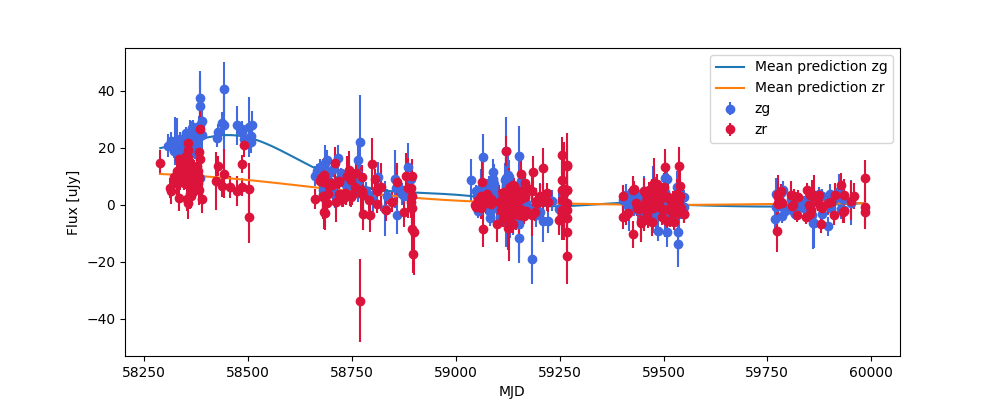 Mean prediction zg
Mean prediction zr
zg
zr
40
20
0
−20
−40
Flux [uJy]
58250
58500
58750
59000
59250
59500
59750
60000
MJD